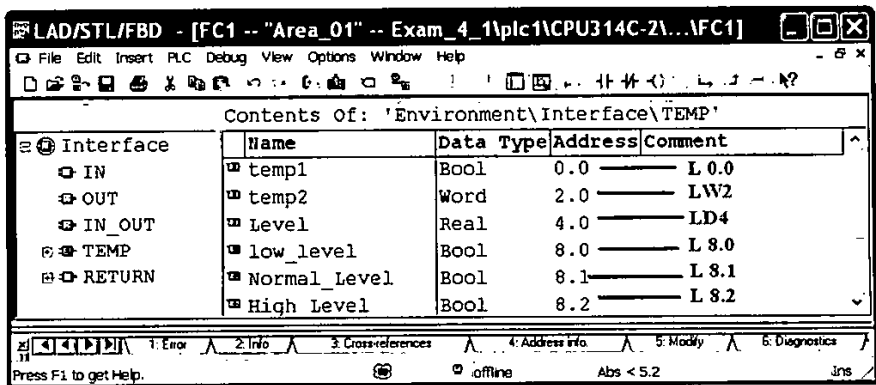 LAD/STL/FBD - [FC1 -- "Area_01" -- Exam_4_1\plc1\CPU314C-2\...\FC1]
File Edit Insert PLC Debug View Options Window Help
Contents Of: 'Environment\Interface\TEMP'
Interface
IN
OUT
IN_OUT
TEMP
RETURN
Name Data Type Address Comment
temp1 Bool 0.0 L 0.0
temp2 Word 2.0 LW2
Level Real 4.0 LD4
low_level Bool 8.0 L 8.0
Normal_Level Bool 8.1 L 8.1
High Level Bool 8.2 L 8.2
1: Error 2: Info 3: Cross-references 4: Address info. 5: Modify 6: Diagnostics
Press F1 to get Help. offline Abs < 5.2 Ins